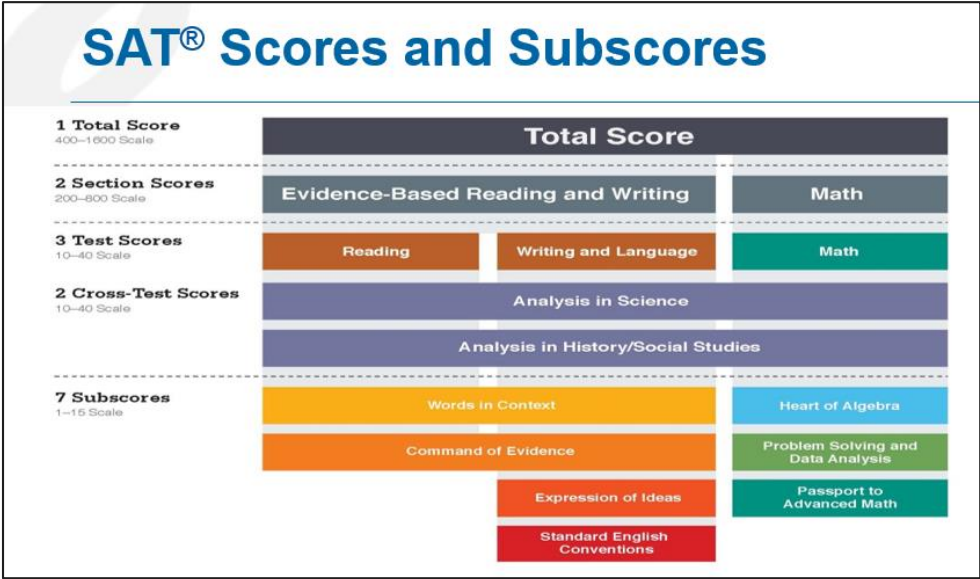 SAT® Scores and Subscores
1 Total Score
400–1600 Scale
Total Score
2 Section Scores
200–800 Scale
Evidence-Based Reading and Writing
Math
3 Test Scores
10–40 Scale
Reading
Writing and Language
Math
2 Cross-Test Scores
10–40 Scale
Analysis in Science
Analysis in History/Social Studies
7 Subscores
1–15 Scale
Words in Context
Heart of Algebra
Command of Evidence
Problem Solving and
Data Analysis
Expression of Ideas
Passport to
Advanced Math
Standard English
Conventions